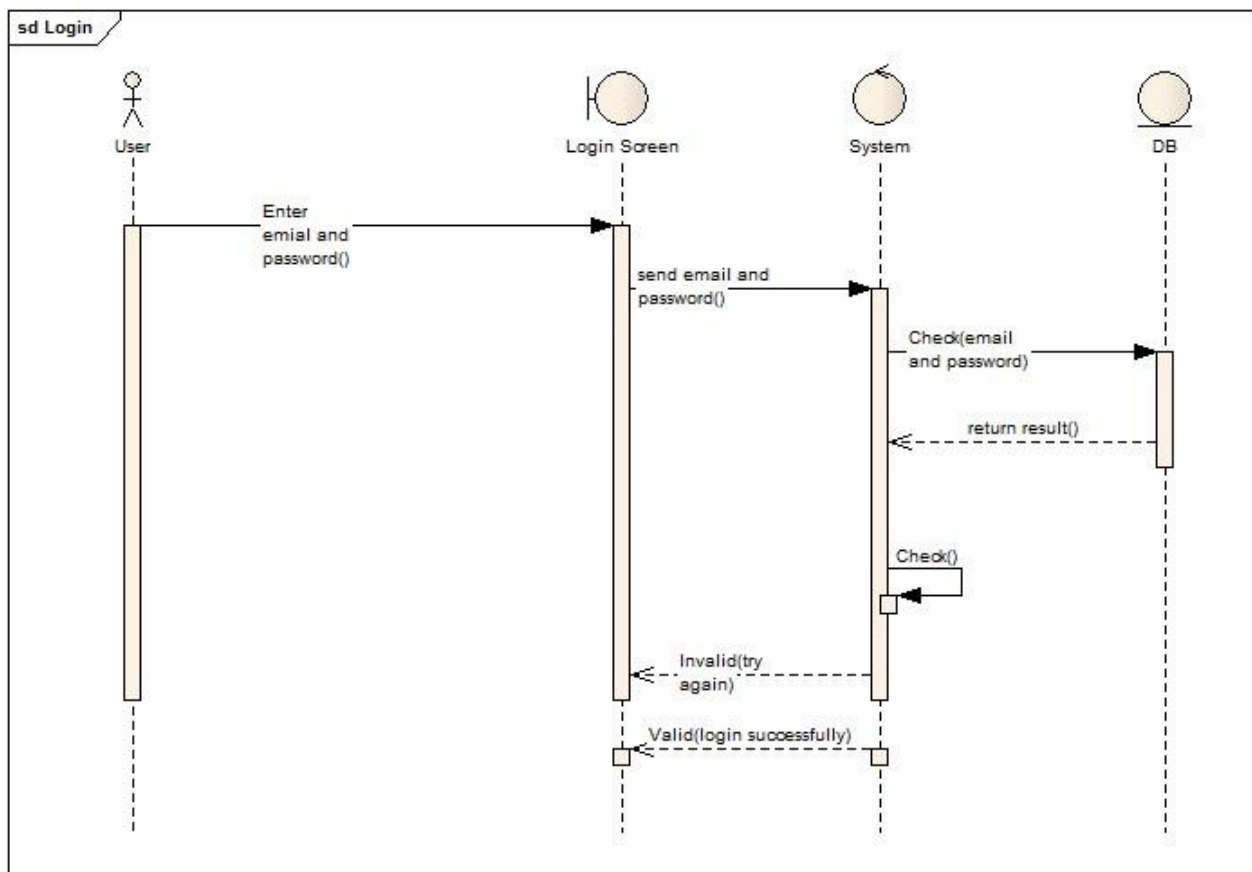 sd Login
User
Login Screen
System
DB
Enter
emial and
password()
send email and
password()
Check(email
and password)
return result()
Check()
Invalid(try
again)
Valid(login successfully)